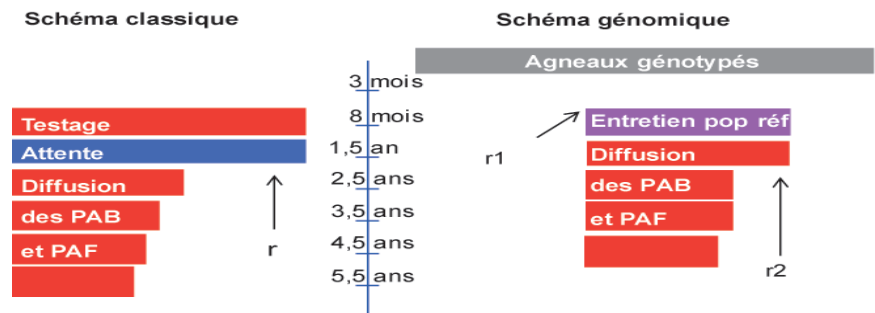 Schéma classique
Schéma génomique
Agneaux génotypés
3 mois
8 mois
1,5 an
2,5 ans
3,5 ans
4,5 ans
5,5 ans
Testage
Attente
Diffusion
des PAB
et PAF
r
Entretien pop réf
Diffusion
des PAB
et PAF
r1
r2